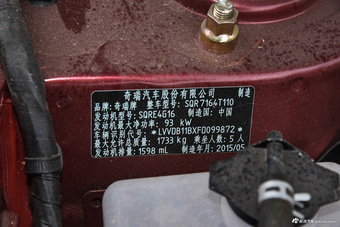 奇瑞汽车股份有限公司 制造
品牌: 奇瑞牌 整车型号: SQR7164T110
发动机型号: SQRE4G16 制造国: 中国
发动机最大净功率: 93 kW
车辆识别代号: *LVVDB11BXFD099872*
最大允许总质量: 1733 kg 乘坐人数: 5 人
发动机排量: 1598 mL 制造年月: 2015/05